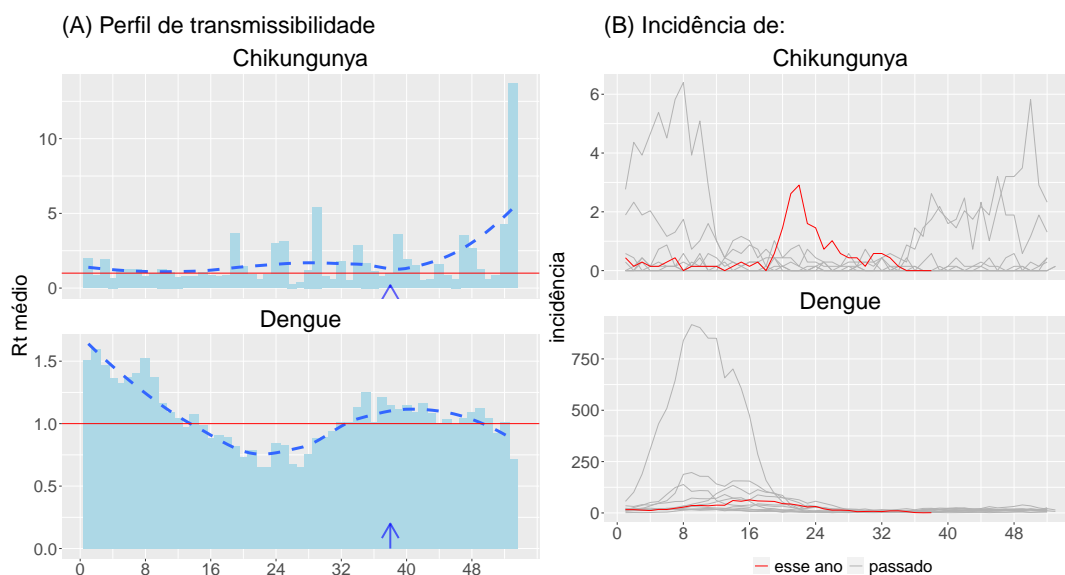 (A) Perfil de transmissibilidade
Chikungunya
10
5
1
0
Dengue
1.5
1.0
0.5
0.0
0 8 16 24 32 40 48
Rt médio
(B) Incidência de:
Chikungunya
6
4
2
0
Dengue
750
500
250
0
0 8 16 24 32 40 48
incidência
esse ano passado